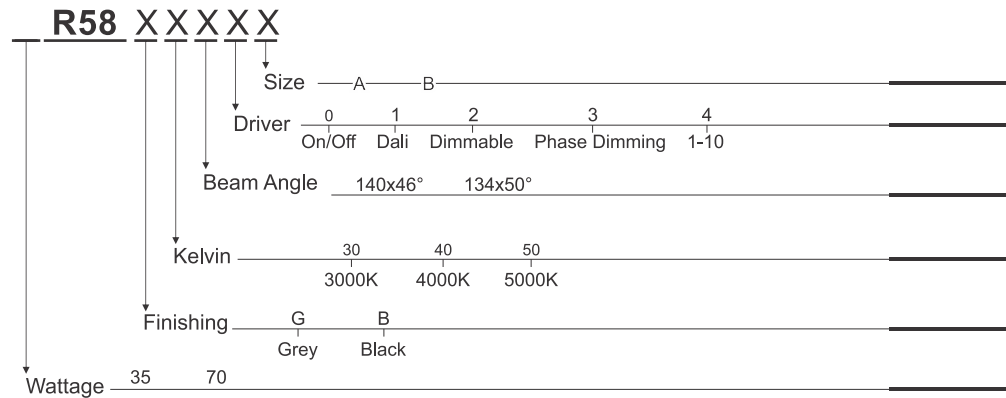 R58 X X X X X
Size A B
0 1 2 3 4
Driver
On/Off Dali Dimmable Phase Dimming 1-10
Beam Angle 140x46° 134x50°
30 40 50
Kelvin
3000K 4000K 5000K
G B
Finishing
Grey Black
Wattage 35 70